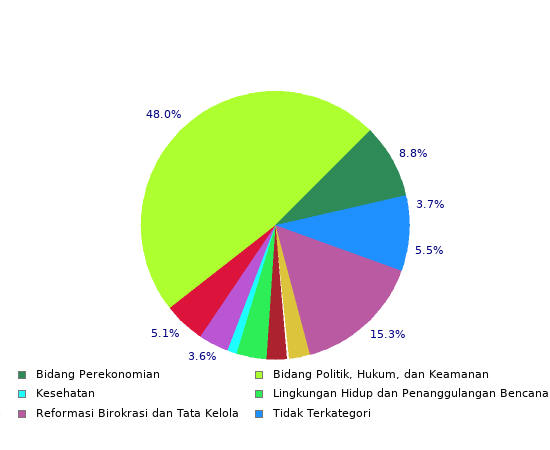 48.0%
8.8%
3.7%
5.5%
15.3%
5.1%
3.6%
Bidang Perekonomian
Bidang Politik, Hukum, dan Keamanan
Kesehatan
Lingkungan Hidup dan Penanggulangan Bencana
Reformasi Birokrasi dan Tata Kelola
Tidak Terkategori